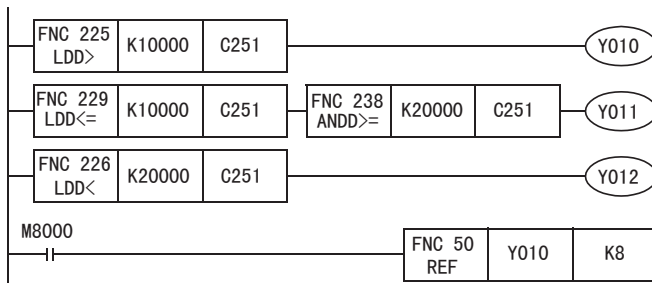 FNC 225
LDD>
K10000
C251
Y010
FNC 229
LDD<=
K10000
C251
FNC 238
ANDD>=
K20000
C251
Y011
FNC 226
LDD<
K20000
C251
Y012
M8000
FNC 50
REF
Y010
K8